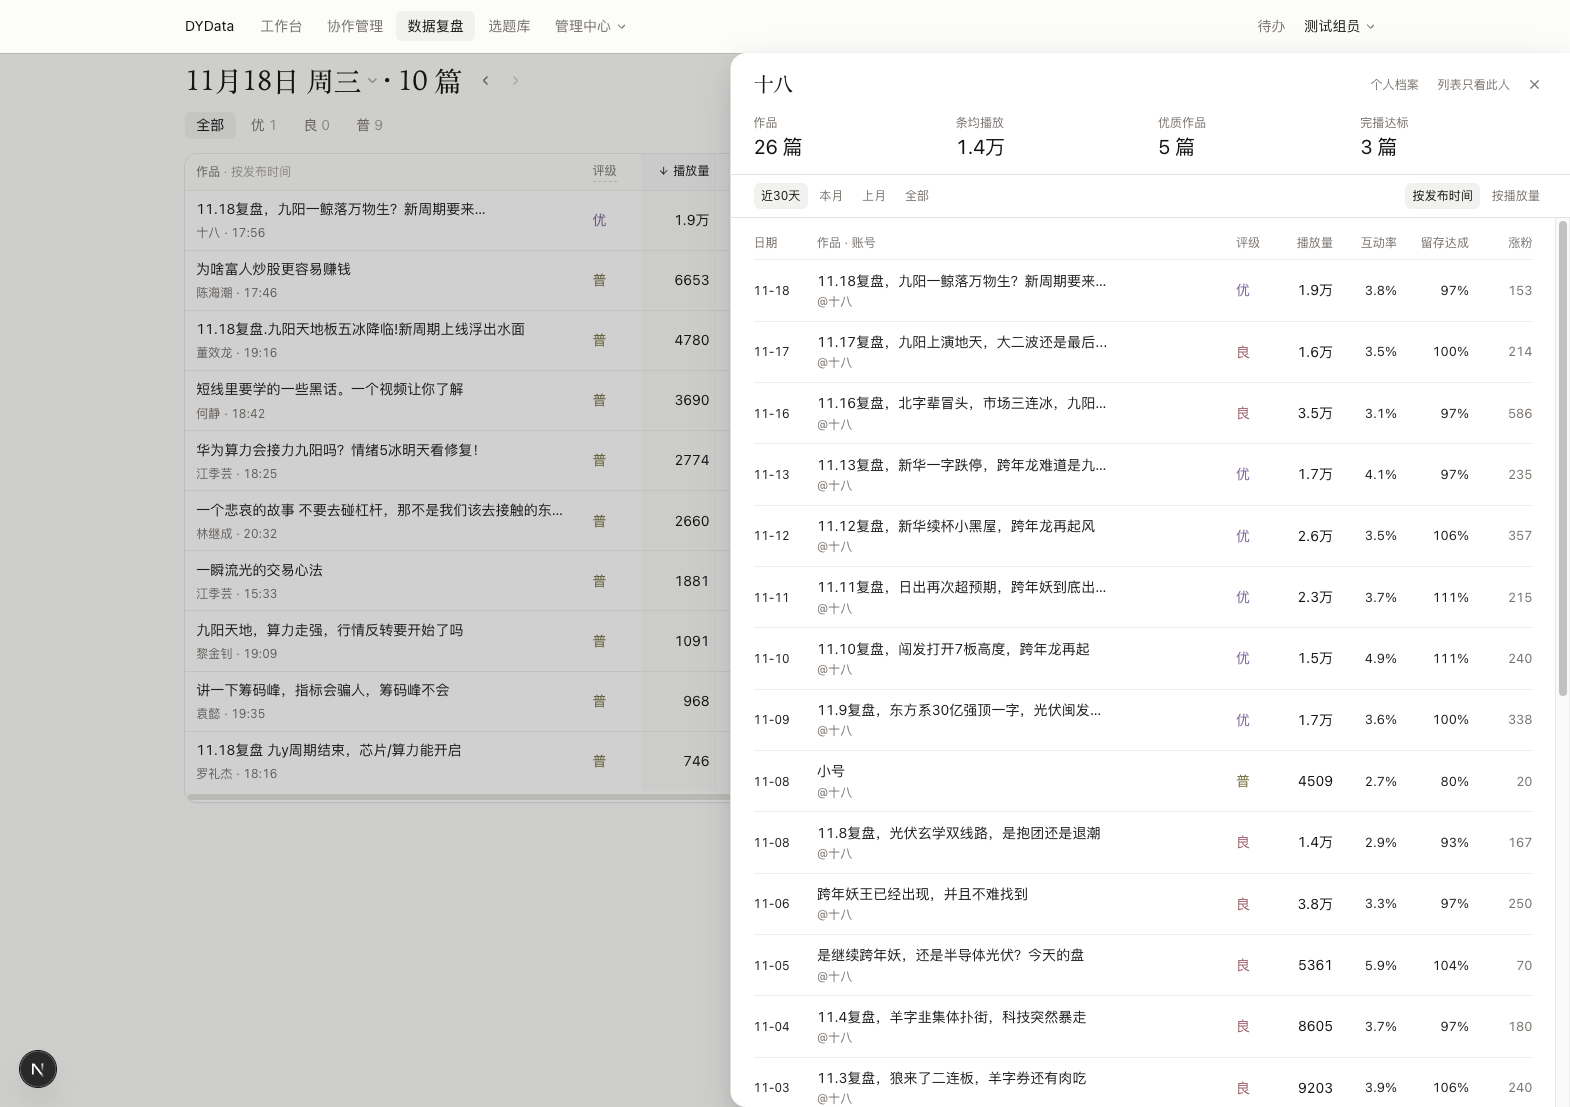 DYData 工作台 协作管理 数据复盘 选题库 管理中心 待办 测试组员
11月18日 周三 · 10 篇
全部 优 1 良 0 普 9
作品 · 按发布时间 评级 ↓ 播放量
11.18复盘，九阳一鲸落万物生？新周期要来... 优 1.9万
十八 · 17:56
为啥富人炒股更容易赚钱 普 6653
陈海潮 · 17:46
11.18复盘.九阳天地板五冰降临!新周期上线浮出水面 普 4780
董效龙 · 19:16
短线里要学的一些黑话。一个视频让你了解 普 3690
何静 · 18:42
华为算力会接力九阳吗？情绪5冰明天看修复！ 普 2774
江季芸 · 18:25
一个悲哀的故事 不要去碰杠杆，那不是我们该去接触的东... 普 2660
林继成 · 20:32
一瞬流光的交易心法 普 1881
江季芸 · 15:33
九阳天地，算力走强，行情反转要开始了吗 普 1091
黎金钊 · 19:09
讲一下筹码峰，指标会骗人，筹码峰不会 普 968
袁懿 · 19:35
11.18复盘 九y周期结束，芯片/算力能开启 普 746
罗礼杰 · 18:16
N
十八 个人档案 列表只看此人 ×
作品 条均播放 优质作品 完播达标
26 篇 1.4万 5 篇 3 篇
近30天 本月 上月 全部 按发布时间 按播放量
日期 作品 · 账号 评级 播放量 互动率 留存达成 涨粉
11-18 11.18复盘，九阳一鲸落万物生？新周期要来... 优 1.9万 3.8% 97% 153
@十八
11-17 11.17复盘，九阳上演地天，大二波还是最后... 良 1.6万 3.5% 100% 214
@十八
11-16 11.16复盘，北字辈冒头，市场三连冰，九阳... 良 3.5万 3.1% 97% 586
@十八
11-13 11.13复盘，新华一字跌停，跨年龙难道是九... 优 1.7万 4.1% 97% 235
@十八
11-12 11.12复盘，新华续杯小黑屋，跨年龙再起风 优 2.6万 3.5% 106% 357
@十八
11-11 11.11复盘，日出再次超预期，跨年妖到底出... 优 2.3万 3.7% 111% 215
@十八
11-10 11.10复盘，闯发打开7板高度，跨年龙再起 优 1.5万 4.9% 111% 240
@十八
11-09 11.9复盘，东方系30亿强顶一字，光伏闽发... 优 1.7万 3.6% 100% 338
@十八
11-08 小号 普 4509 2.7% 80% 20
@十八
11-08 11.8复盘，光伏玄学双线路，是抱团还是退潮 良 1.4万 2.9% 93% 167
@十八
11-06 跨年妖王已经出现，并且不难找到 良 3.8万 3.3% 97% 250
@十八
11-05 是继续跨年妖，还是半导体光伏？今天的盘 良 5361 5.9% 104% 70
@十八
11-04 11.4复盘，羊字韭集体扑街，科技突然暴走 良 8605 3.7% 97% 180
@十八
11-03 11.3复盘，狼来了二连板，羊字券还有肉吃 良 9203 3.9% 106% 240
@十八